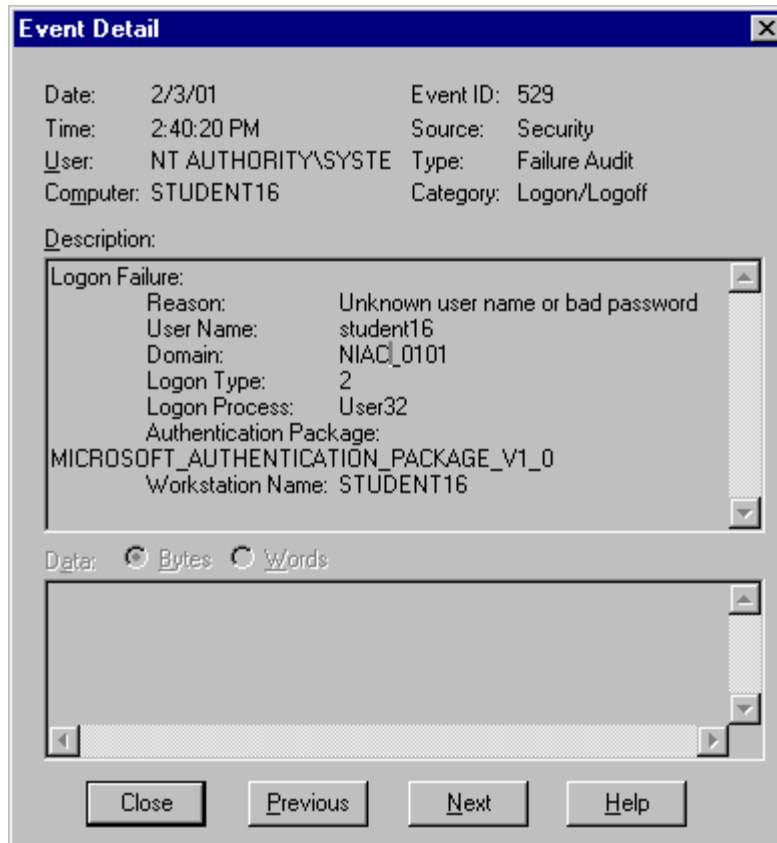 Event Detail
Date: 2/3/01 Event ID: 529
Time: 2:40:20 PM Source: Security
User: NT AUTHORITY\SYSTE Type: Failure Audit
Computer: STUDENT16 Category: Logon/Logoff
Description:
Logon Failure:
Reason: Unknown user name or bad password
User Name: student16
Domain: NIAC_0101
Logon Type: 2
Logon Process: User32
Authentication Package:
MICROSOFT_AUTHENTICATION_PACKAGE_V1_0
Workstation Name: STUDENT16
Data: Bytes Words
Close Previous Next Help